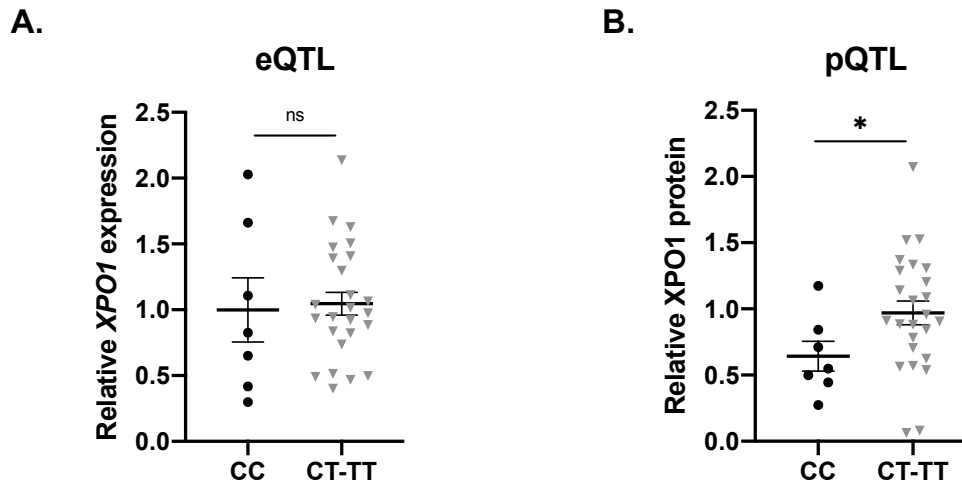 A.
eQTL
ns
Relative XPO1 expression
2.5
2.0
1.5
1.0
0.5
0.0
CC
CT-TT
B.
pQTL
*
Relative XPO1 protein
2.5
2.0
1.5
1.0
0.5
0.0
CC
CT-TT